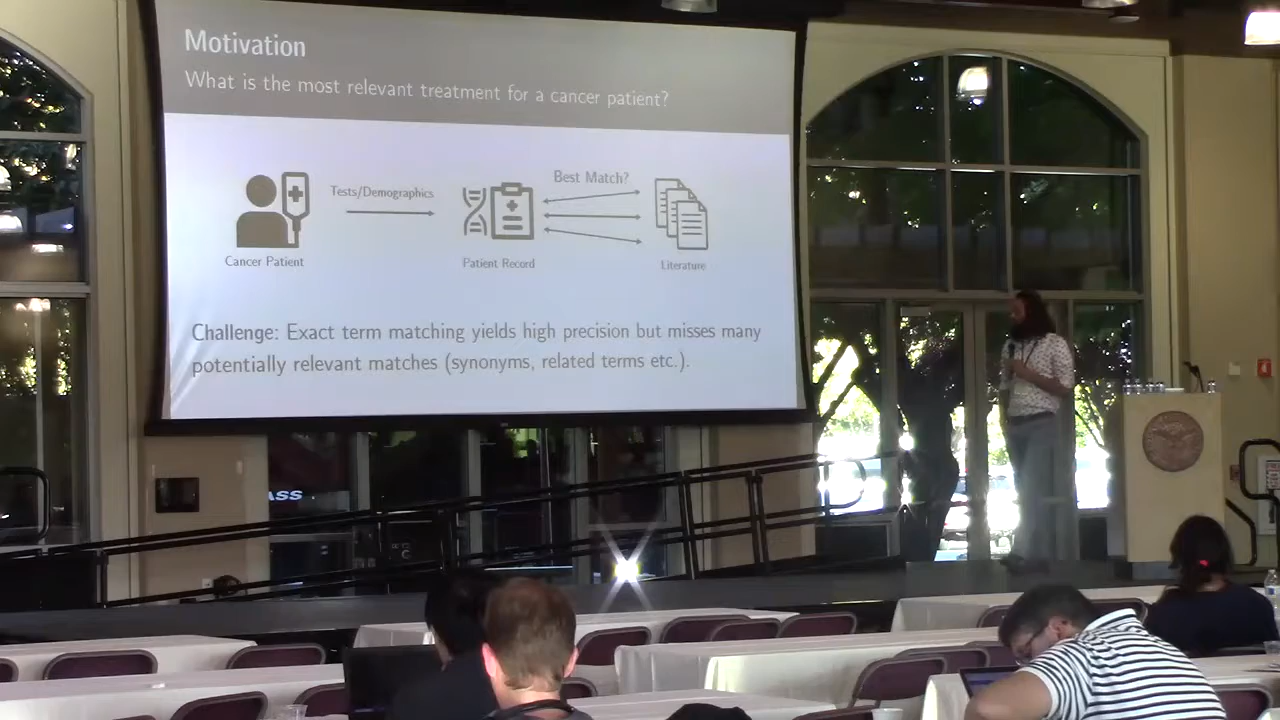 Motivation
What is the most relevant treatment for a cancer patient?
Tests/Demographics
Best Match?
Cancer Patient
Patient Record
Literature
Challenge: Exact term matching yields high precision but misses many
potentially relevant matches (synonyms, related terms etc.).
ASS